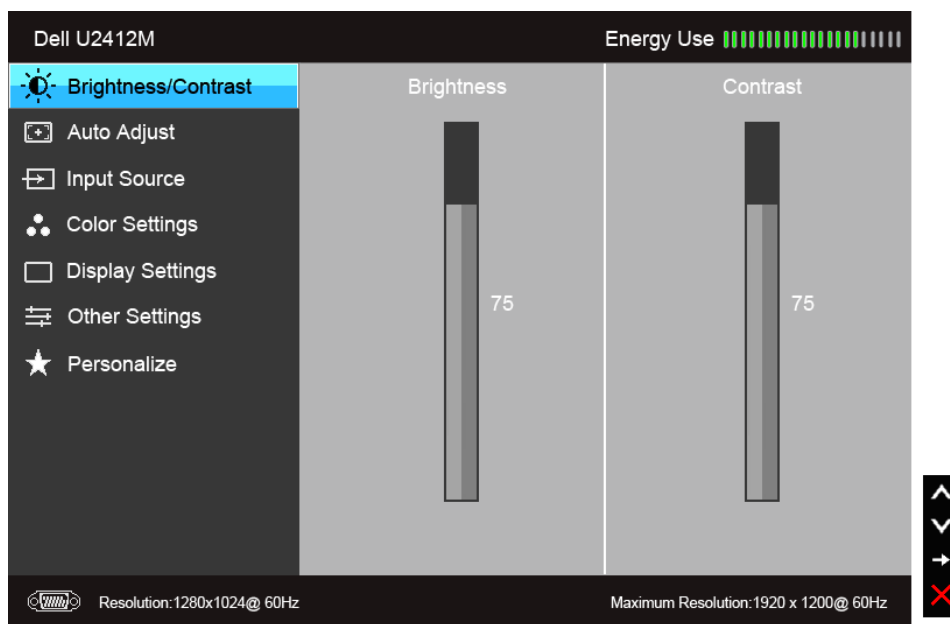 Dell U2412M
Energy Use
Brightness/Contrast
Auto Adjust
Input Source
Color Settings
Display Settings
Other Settings
Personalize
Brightness
75
Contrast
75
Resolution:1280x1024@ 60Hz
Maximum Resolution:1920 x 1200@ 60Hz